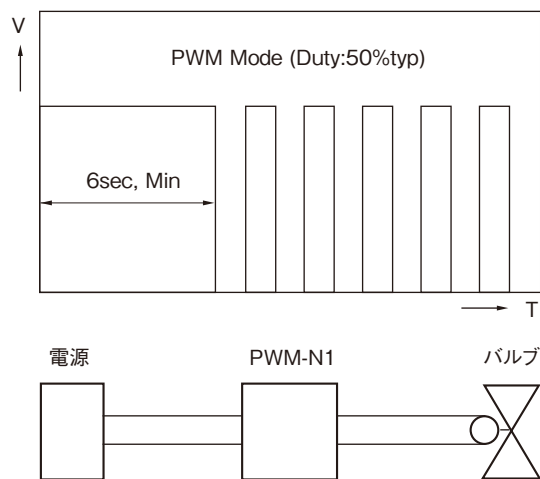 V
PWM Mode (Duty:50%typ)
6sec, Min
T
電源
PWM-N1
バルブ